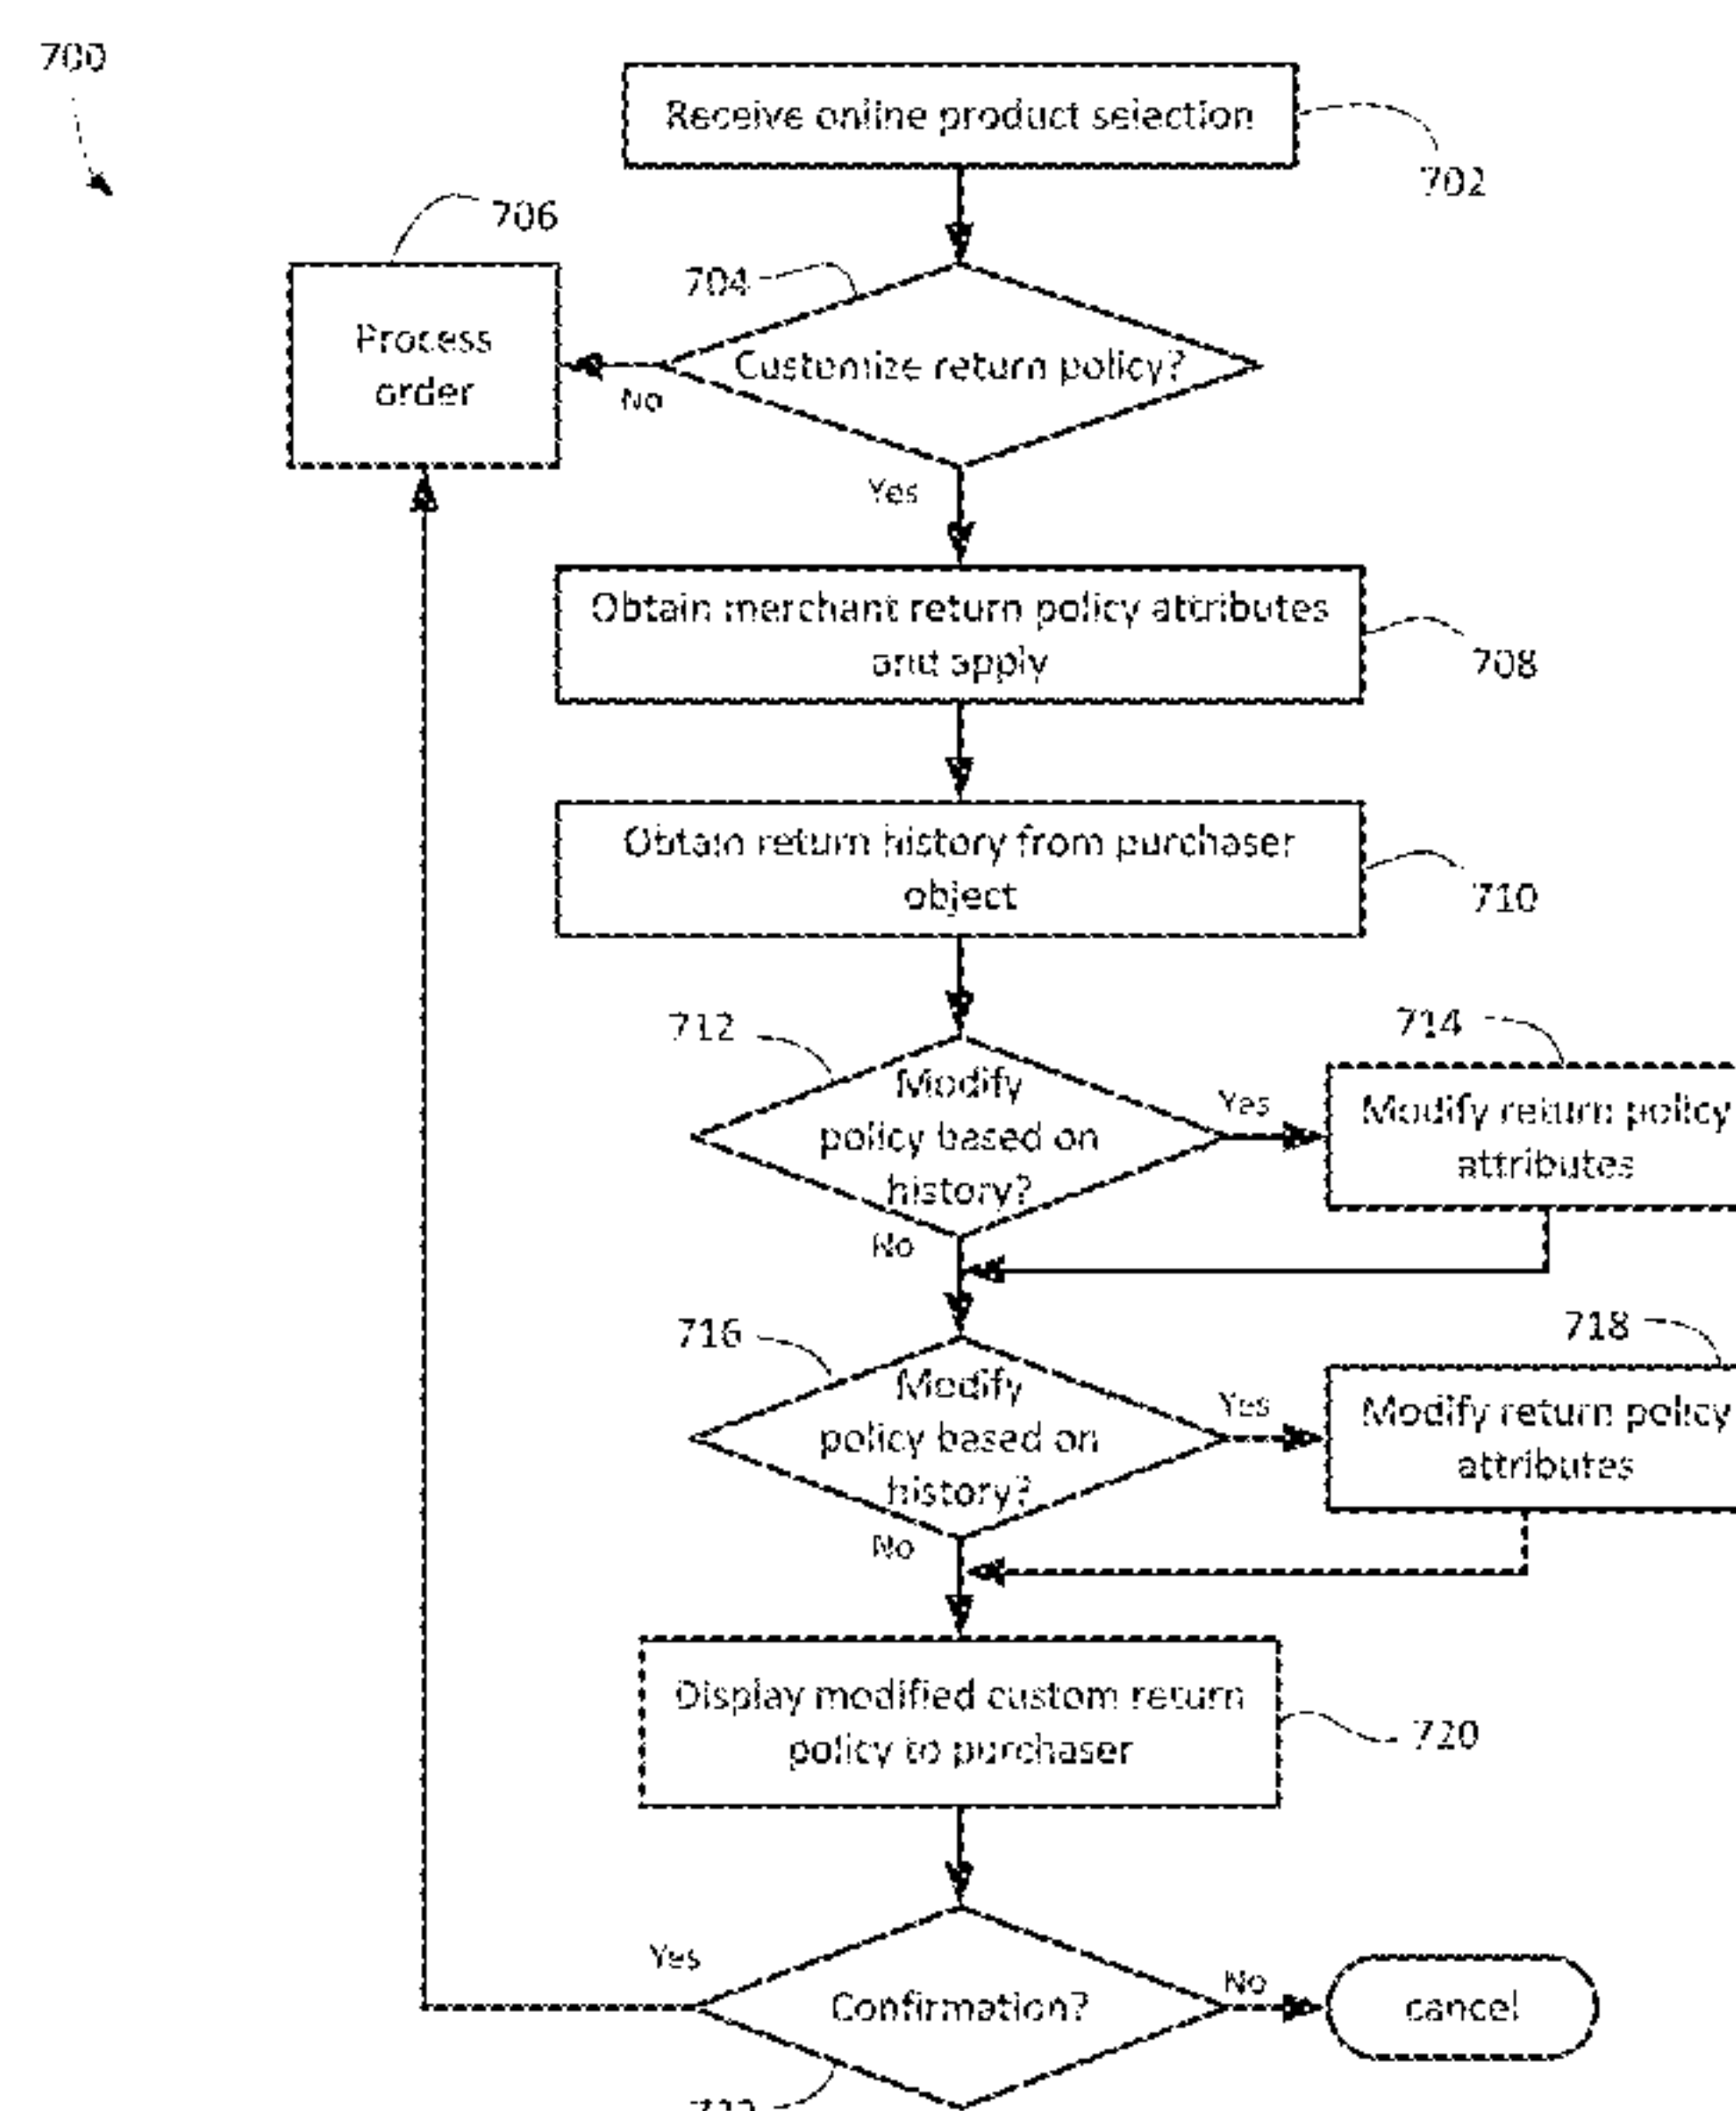 700
Receive online product selection
702
706
704
Process
order
Customize return policy?
No
Yes
Obtain merchant return policy attributes
and apply
708
Obtain return history from purchaser
object
710
712
Modify
policy based on
history?
Yes
714
Modify return policy
attributes
No
716
Modify
policy based on
history?
Yes
718
Modify return policy
attributes
No
Display modified custom return
policy to purchaser
720
Yes
Confirmation?
No
cancel